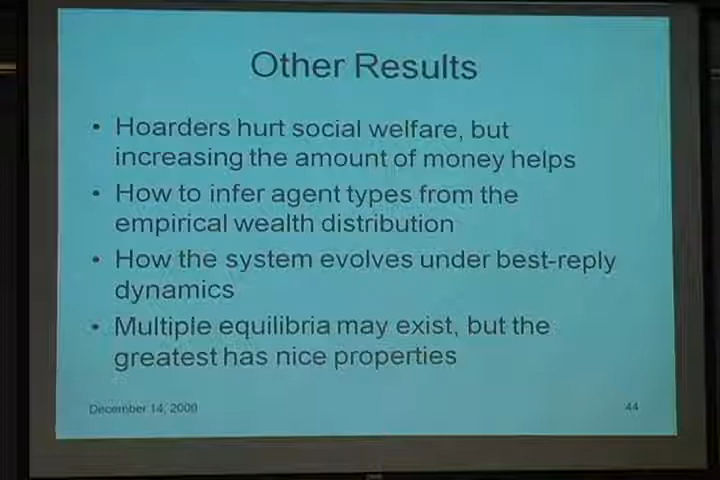 Other Results
• Hoarders hurt social welfare, but
increasing the amount of money helps
• How to infer agent types from the
empirical wealth distribution
• How the system evolves under best-reply
dynamics
• Multiple equilibria may exist, but the
greatest has nice properties
December 14, 2009
44